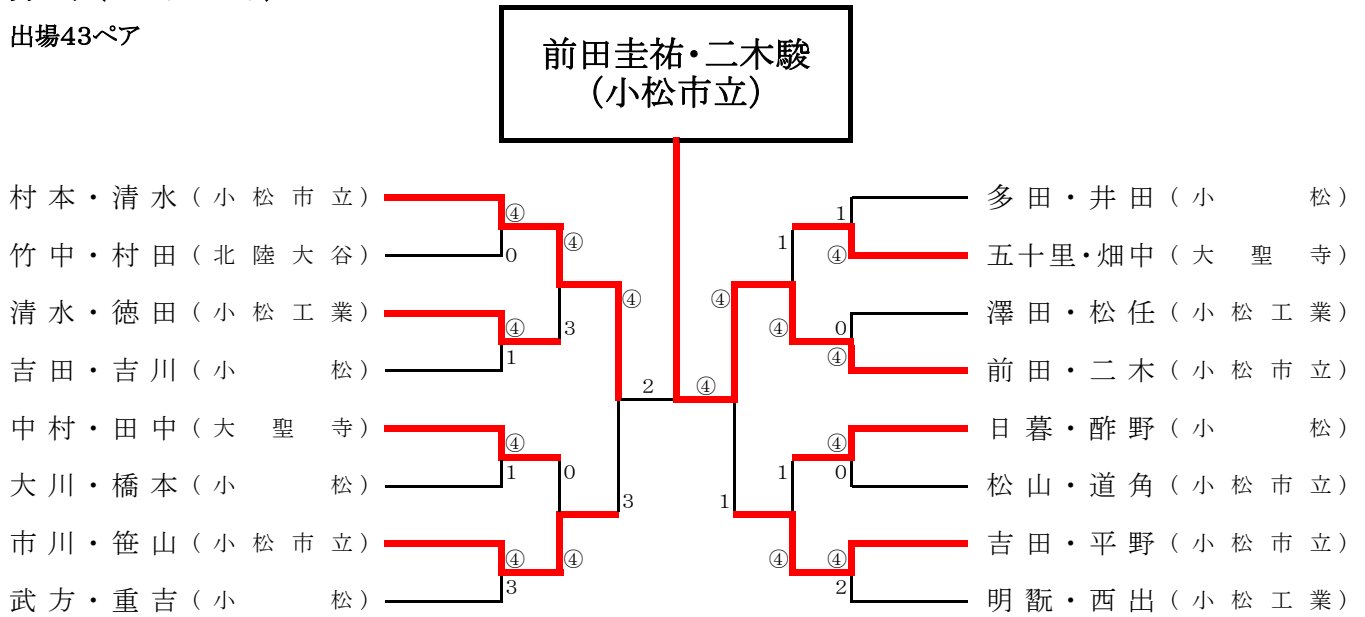 出場43ペア
前田圭祐・二木駿
(小松市立)
村本・清水(小松市立)
竹中・村田(北陸大谷)
清水・徳田(小松工業)
吉田・吉川(小松)
中村・田中(大聖寺)
大川・橋本(小松)
市川・笹山(小松市立)
武方・重吉(小松)
④
0
④
1
④
1
④
3
④
3
0
④
④
3
2
④
④
1
1
④
1
④
1
④
0
④
④
0
④
2
多田・井田(小松)
五十里・畑中(大聖寺)
澤田・松任(小松工業)
前田・二木(小松市立)
日暮・酢野(小松)
松山・道角(小松市立)
吉田・平野(小松市立)
明翫・西出(小松工業)